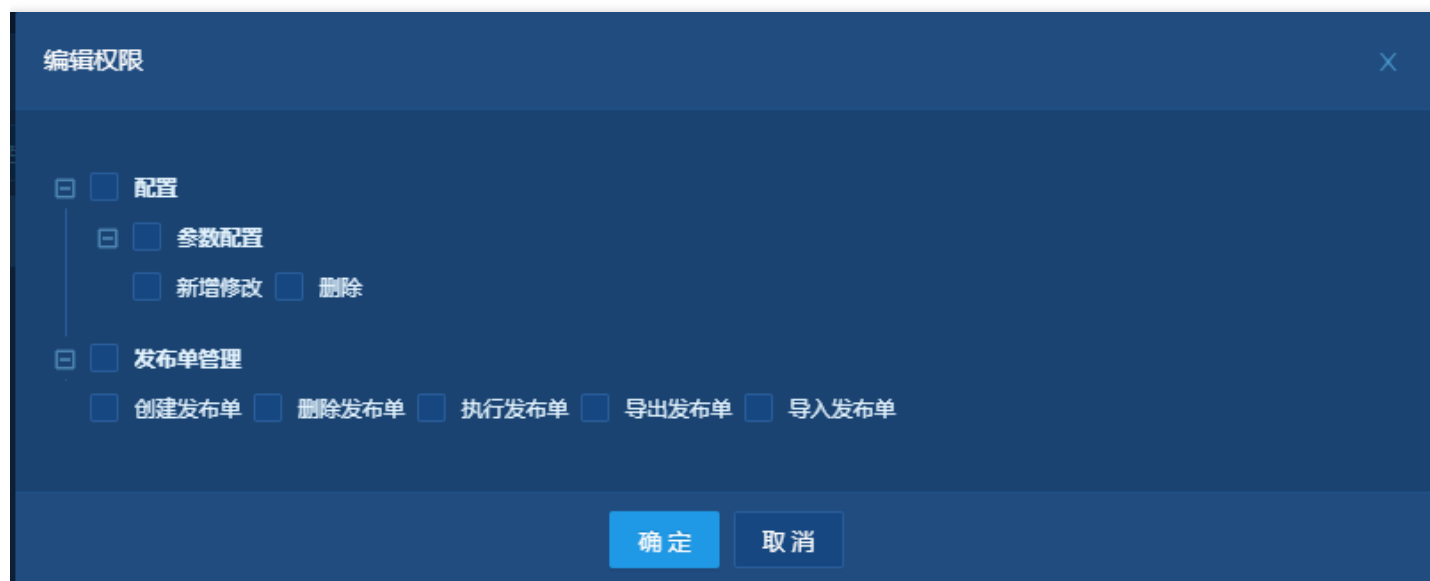 编辑权限
配置
参数配置
新增修改 删除
发布单管理
创建发布单 删除发布单 执行发布单 导出发布单 导入发布单
确定 取消